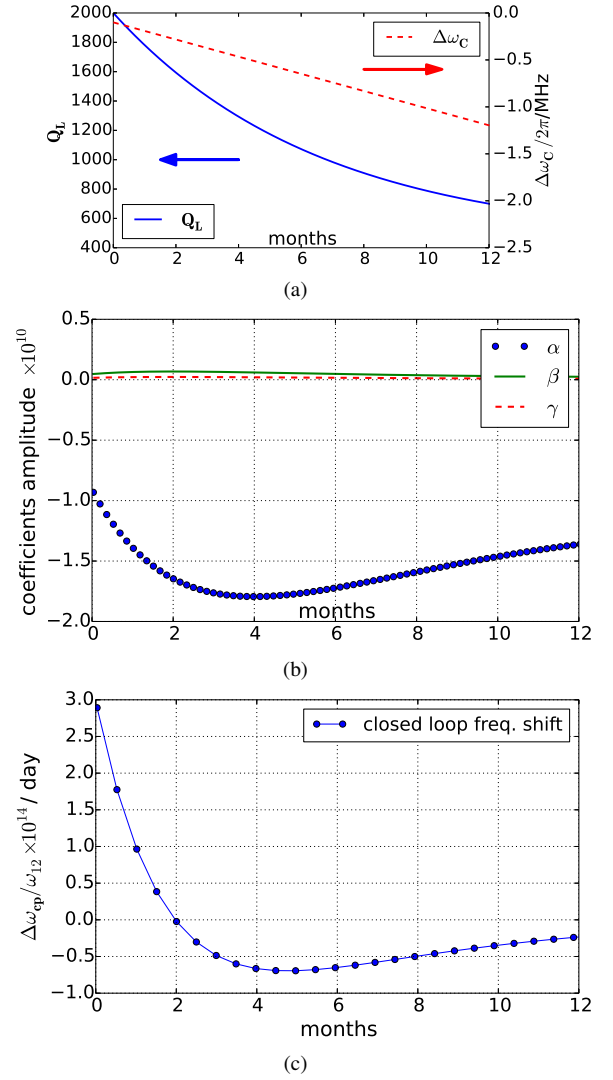 2000
1800
1600
1400
1200
1000
800
600
400
Q_L
0 2 4 6 8 10 12
months
0.0
−0.5
−1.0
−1.5
−2.0
−2.5
Δω_C/2π/MHz
Δω_C
Q_L
(a)
0.5
0.0
−0.5
−1.0
−1.5
−2.0
coefficients amplitude ×10^10
α
β
γ
months
0 2 4 6 8 10 12
(b)
3.0
2.5
2.0
1.5
1.0
0.5
0.0
−0.5
−1.0
Δω_cp/ω_12 ×10^14 / day
closed loop freq. shift
0 2 4 6 8 10 12
months
(c)